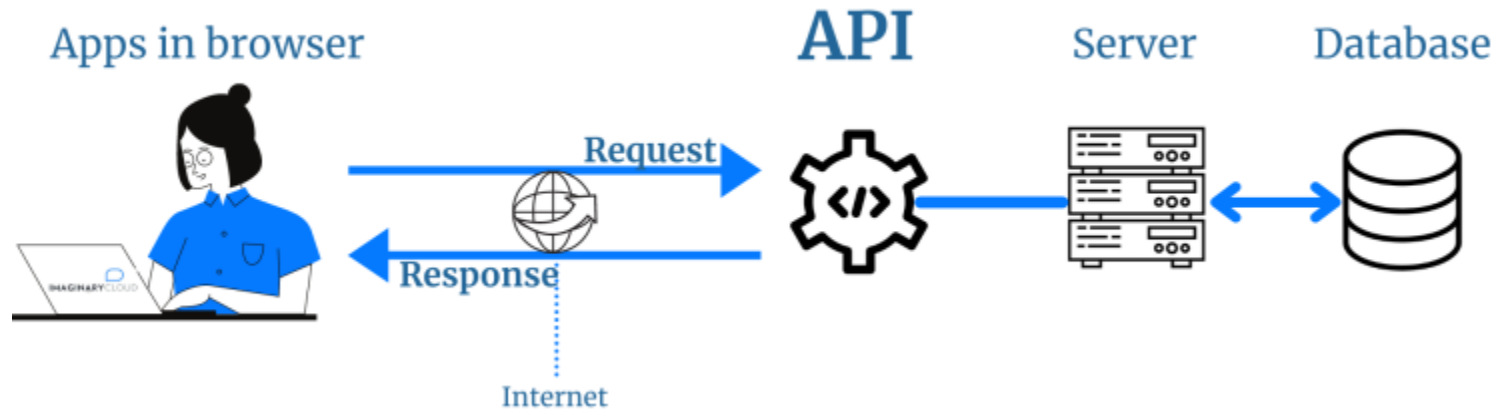 Apps in browser
API
Server
Database
Request
</>
Response
IMAGINARYCLOUD
Internet